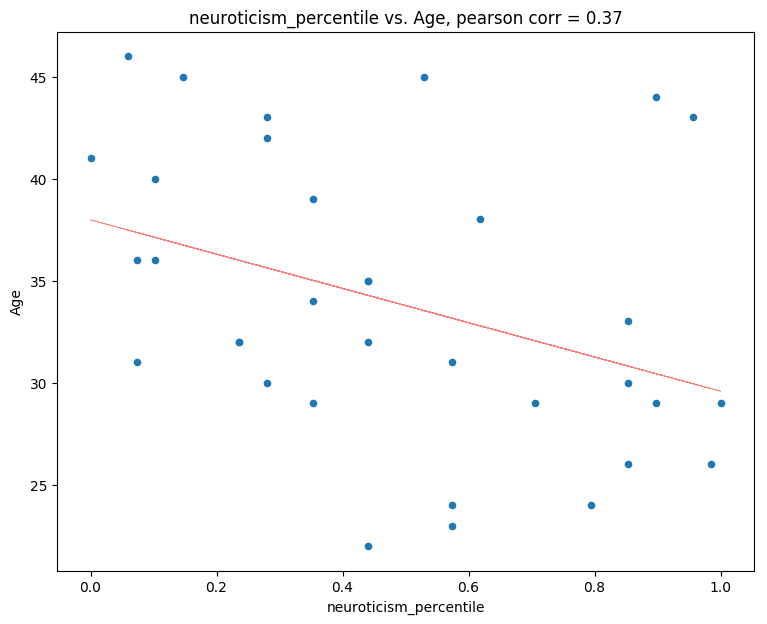 neuroticism_percentile vs. Age, pearson corr = 0.37
45
40
35
30
25
Age
0.0 0.2 0.4 0.6 0.8 1.0
neuroticism_percentile